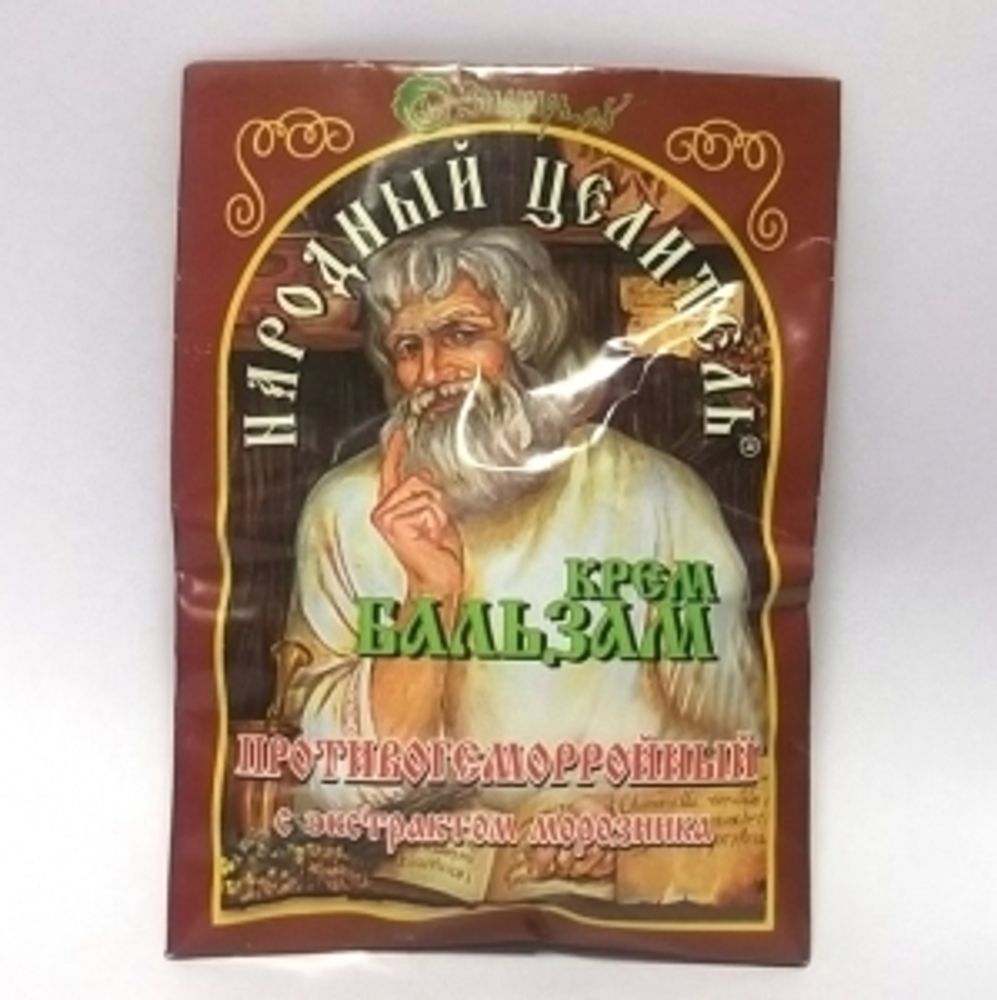 НАРОДНЫЙ ЦЕЛИТЕЛЬ®
КРЕМ
БАЛЬЗАМ
ПРОТИВОГЕМОРРОЙНЫЙ
с экстрактом морозника